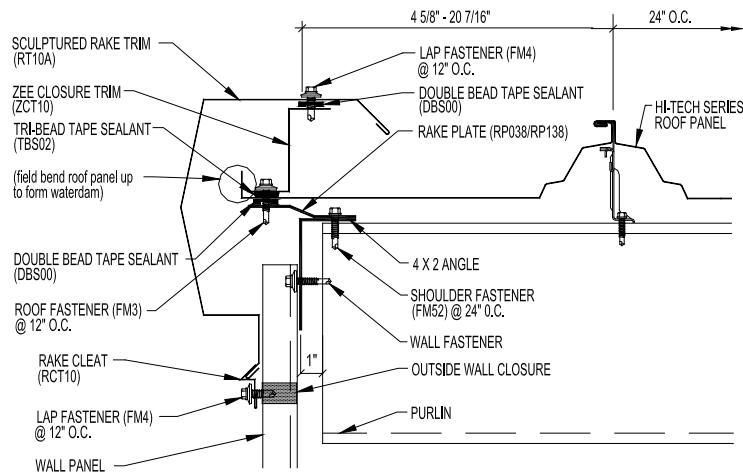 4 5/8" - 20 7/16"
24" O.C.
SCULPTURED RAKE TRIM
(RT10A)
ZEE CLOSURE TRIM
(ZCT10)
TRI-BEAD TAPE SEALANT
(TBS02)
(field bend roof panel up
to form waterdam)
DOUBLE BEAD TAPE SEALANT
(DBS00)
ROOF FASTENER (FM3)
@ 12" O.C.
RAKE CLEAT
(RCT10)
LAP FASTENER (FM4)
@ 12" O.C.
WALL PANEL
LAP FASTENER (FM4)
@ 12" O.C.
DOUBLE BEAD TAPE SEALANT
(DBS00)
RAKE PLATE (RP038/RP138)
HI-TECH SERIES
ROOF PANEL
4 X 2 ANGLE
SHOULDER FASTENER
(FM52) @ 24" O.C.
WALL FASTENER
1"
OUTSIDE WALL CLOSURE
PURLIN